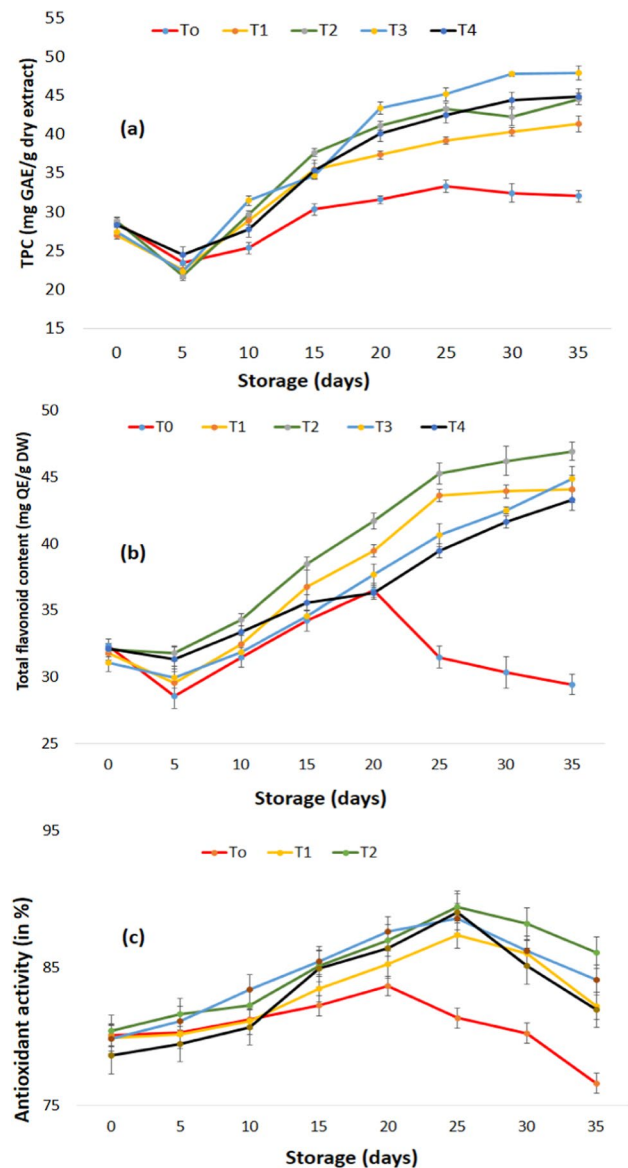 55
To T1 T2 T3 T4
50
45
(a)
40
35
30
25
20
15
TPC (mg GAE/g dry extract)
0 5 10 15 20 25 30 35
Storage (days)
50
T0 T1 T2 T3 T4
45
40
(b)
35
30
25
Total flavonoid content (mg QE/g DW)
0 5 10 15 20 25 30 35
Storage (days)
95
To T1 T2
(c)
85
75
Antioxidant activity (in %)
0 5 10 15 20 25 30 35
Storage (days)